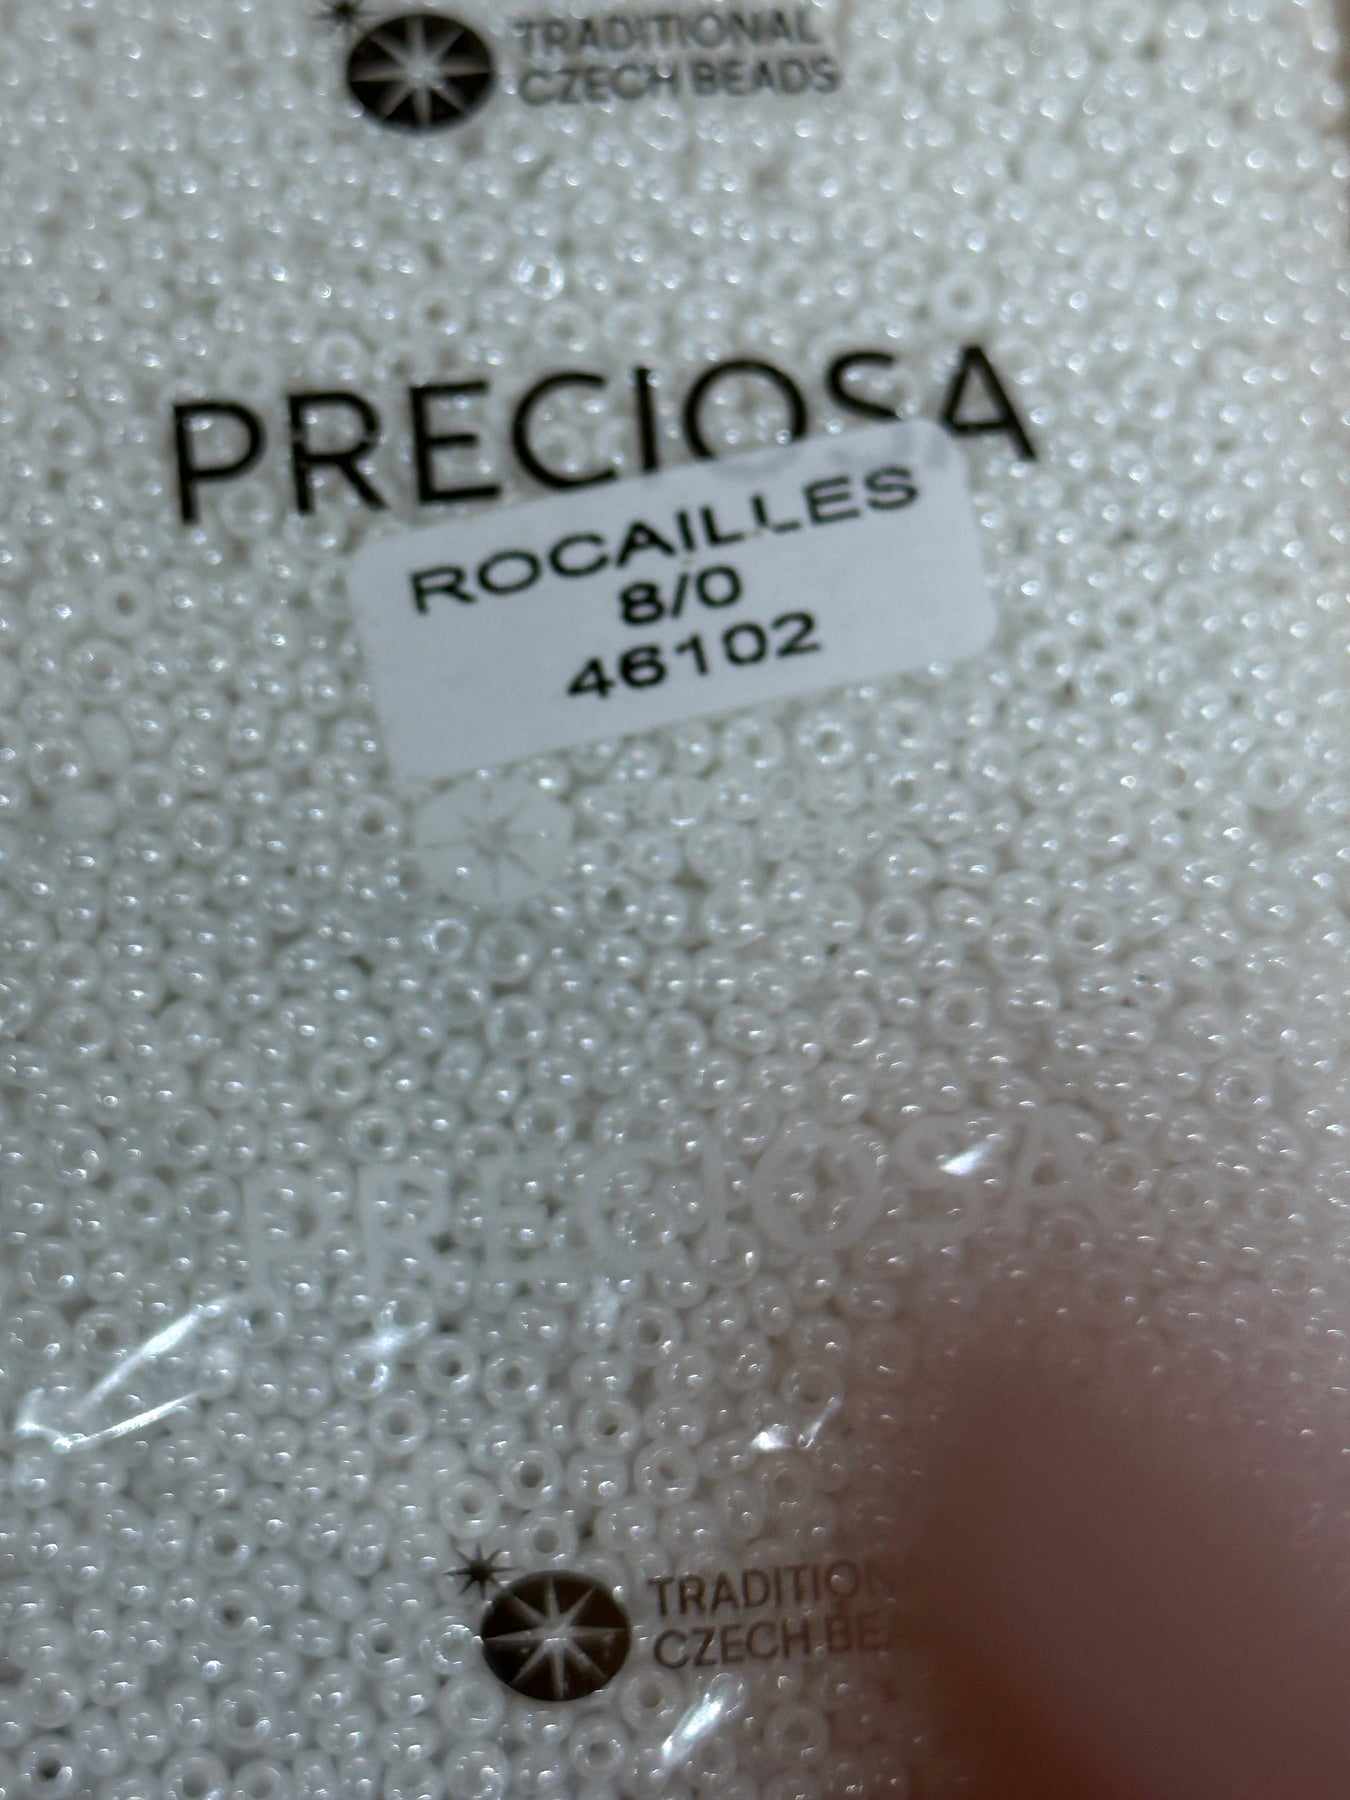 TRADITIONAL
CZECH BEADS
PRECIOSA
ROCAILLES
8/0
46102
PRECIOSA
TRADITION
CZECH BEA